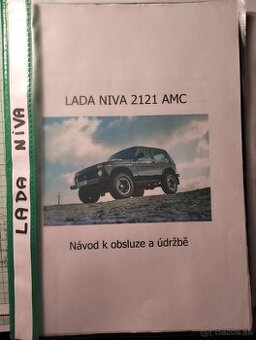 LADA NIVA
LADA NIVA 2121 AMC
Návod k obsluze a údržbě